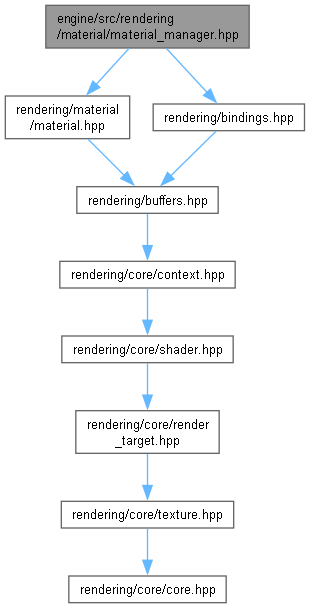 engine/src/rendering
/material/material_manager.hpp
rendering/material
/material.hpp
rendering/bindings.hpp
rendering/buffers.hpp
rendering/core/context.hpp
rendering/core/shader.hpp
rendering/core/render
_target.hpp
rendering/core/texture.hpp
rendering/core/core.hpp